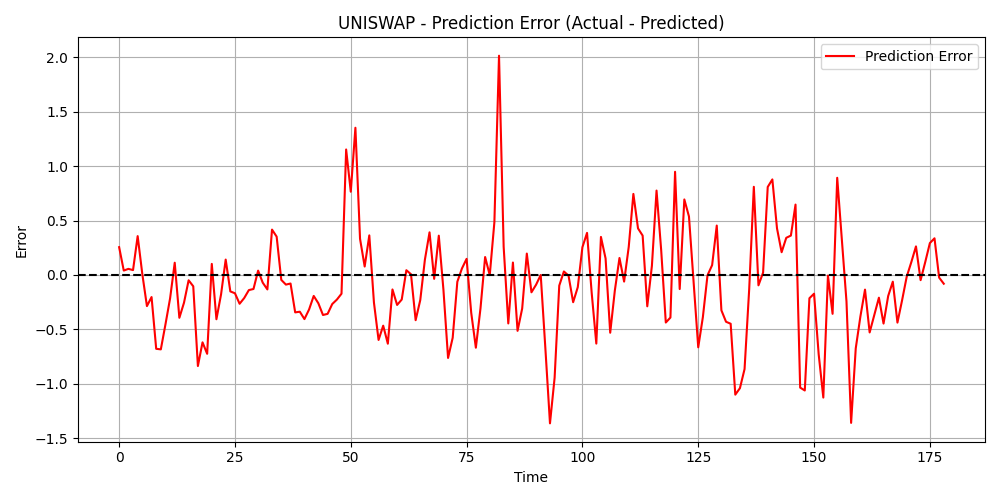 UNISWAP - Prediction Error (Actual - Predicted)
Prediction Error
Error
2.0
1.5
1.0
0.5
0.0
−0.5
−1.0
−1.5
0 25 50 75 100 125 150 175
Time